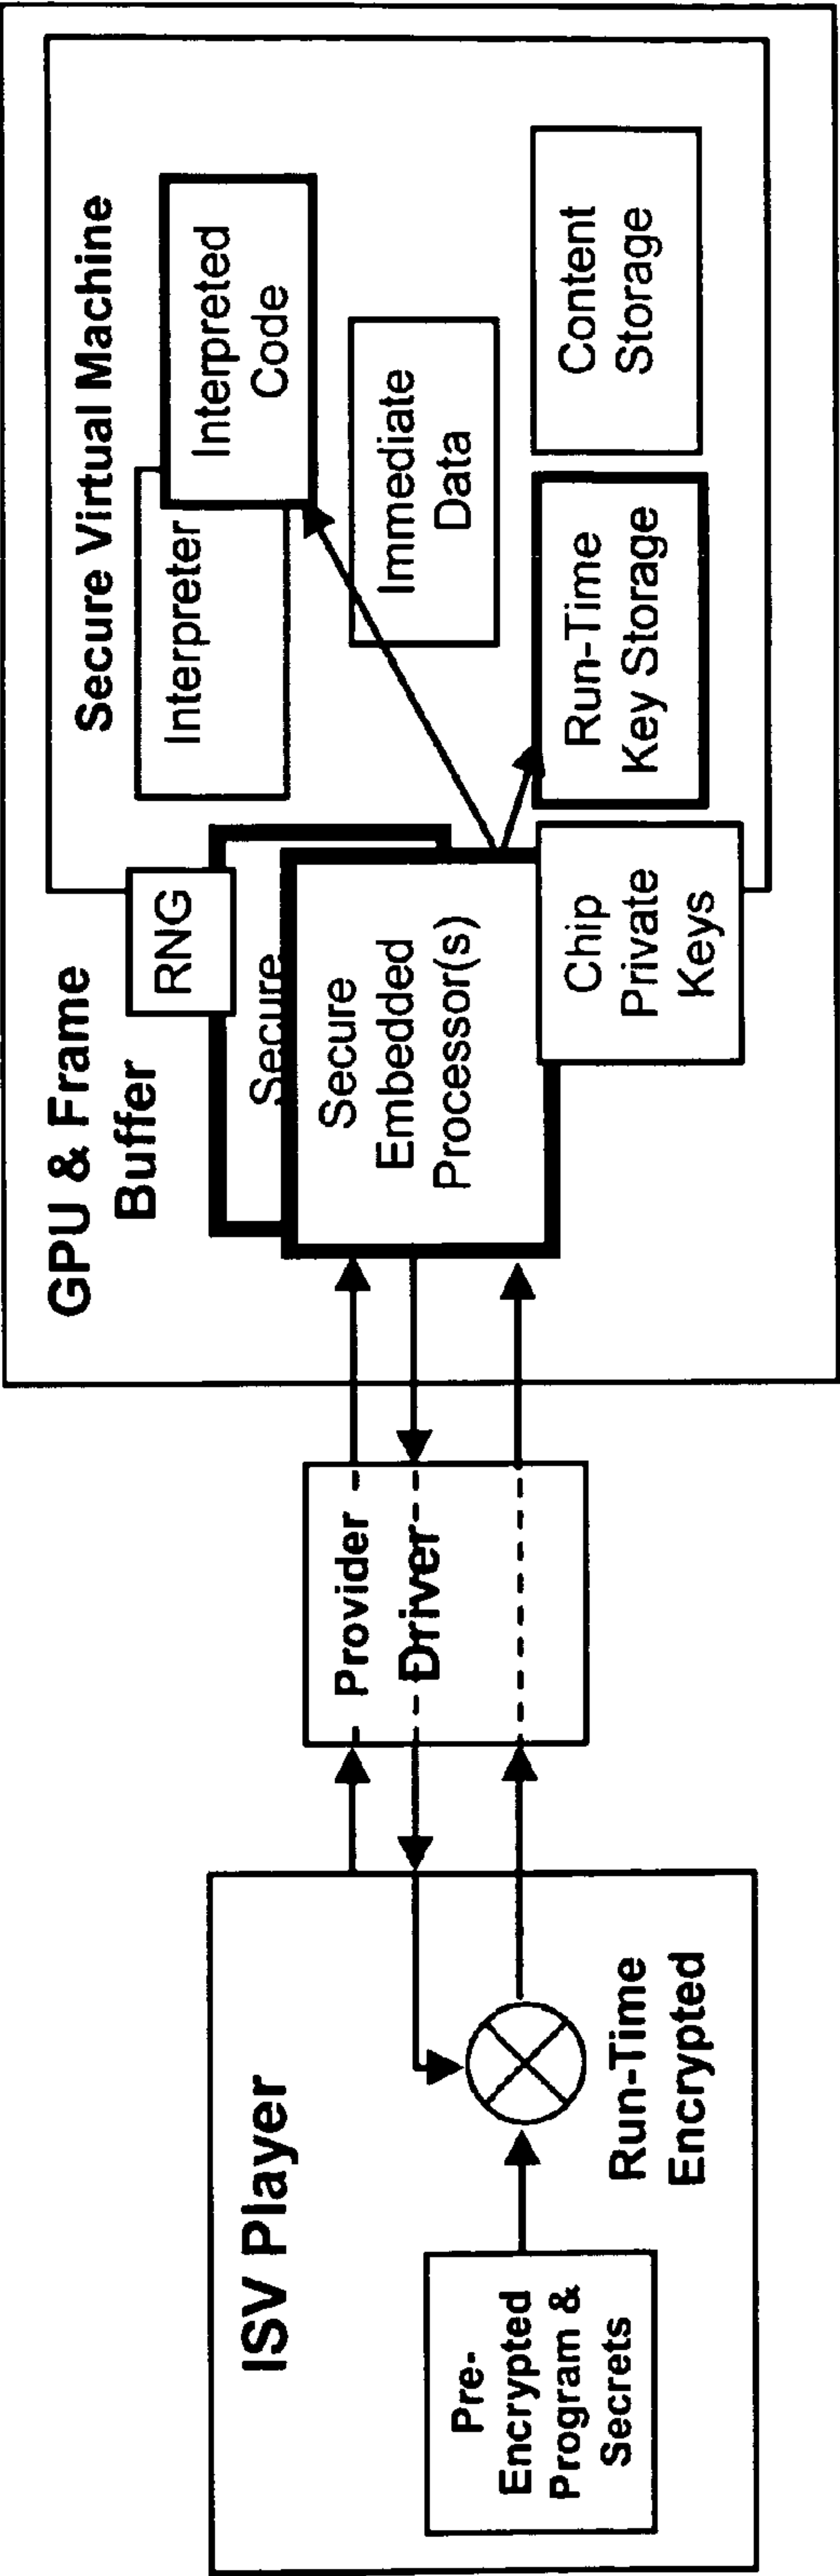 ISV Player
Pre-
Encrypted
Program &
Secrets
Run-Time
Encrypted
Provider
Driver
GPU & Frame
Buffer
RNG
Secure
Secure
Embedded
Processor(s)
Chip
Private
Keys
Secure Virtual Machine
Interpreter
Interpreted
Code
Immediate
Data
Run-Time
Key Storage
Content
Storage